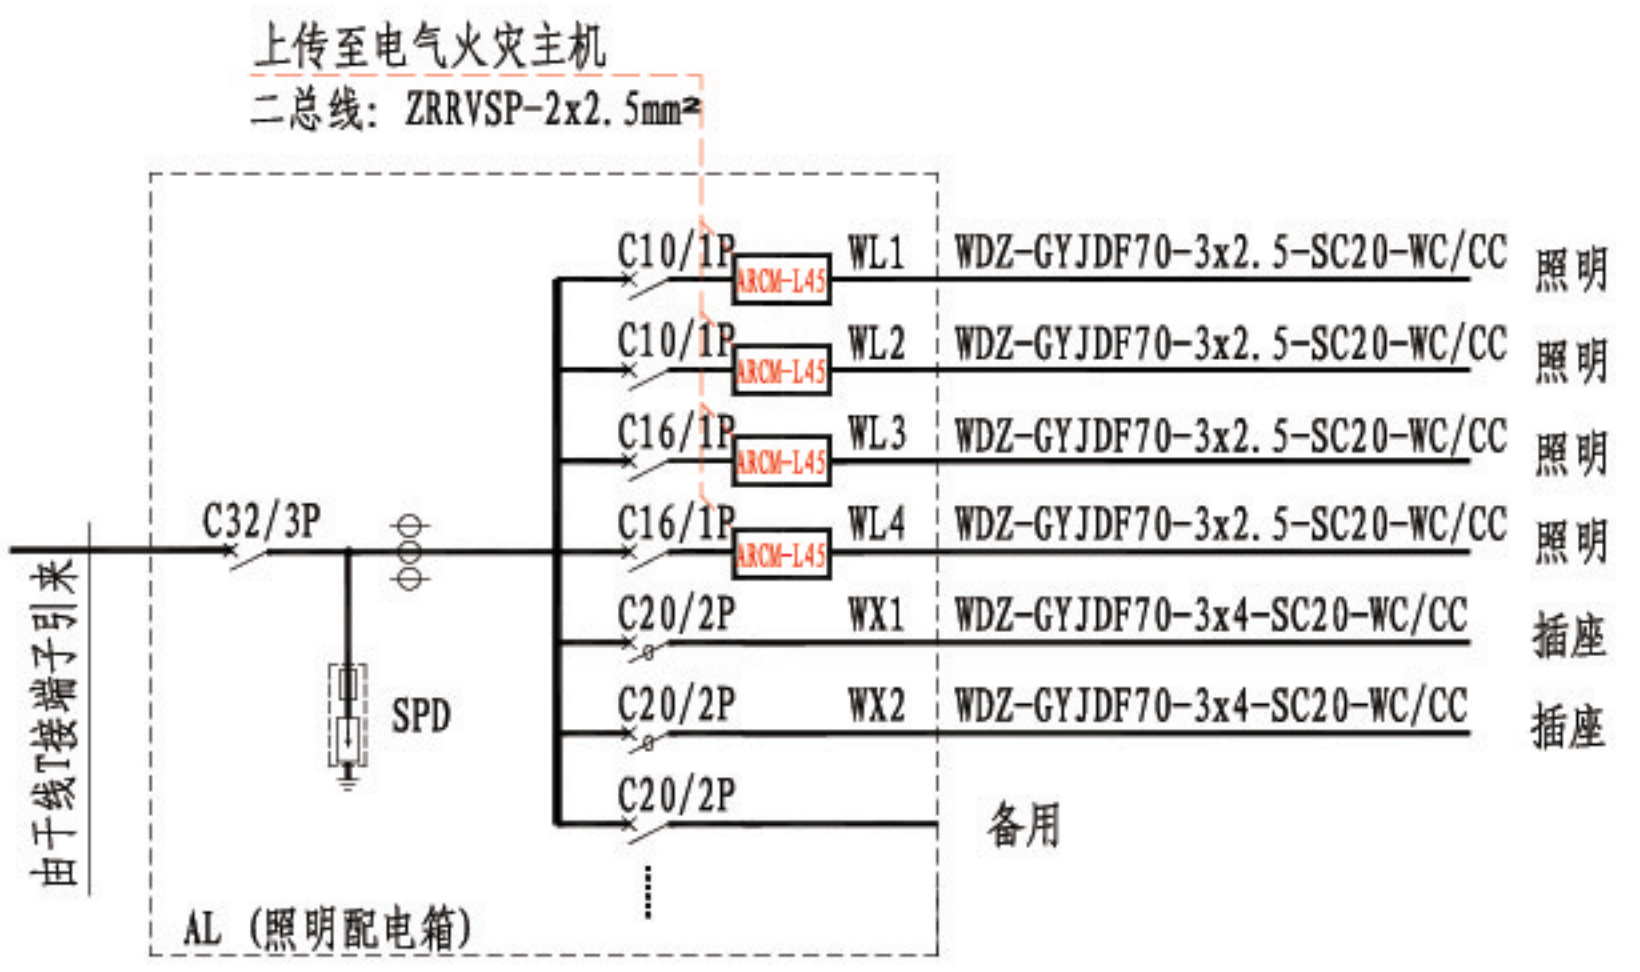 上传至电气火灾主机
二总线: ZRRVSP-2x2.5mm²
C10/1P ARCM-L45 WL1 WDZ-GYJDF70-3x2.5-SC20-WC/CC 照明
C10/1P ARCM-L45 WL2 WDZ-GYJDF70-3x2.5-SC20-WC/CC 照明
C16/1P ARCM-L45 WL3 WDZ-GYJDF70-3x2.5-SC20-WC/CC 照明
C32/3P
C16/1P ARCM-L45 WL4 WDZ-GYJDF70-3x2.5-SC20-WC/CC 照明
C20/2P WX1 WDZ-GYJDF70-3x4-SC20-WC/CC 插座
C20/2P WX2 WDZ-GYJDF70-3x4-SC20-WC/CC 插座
SPD
C20/2P 备用
由干线T接端子引来
AL (照明配电箱)